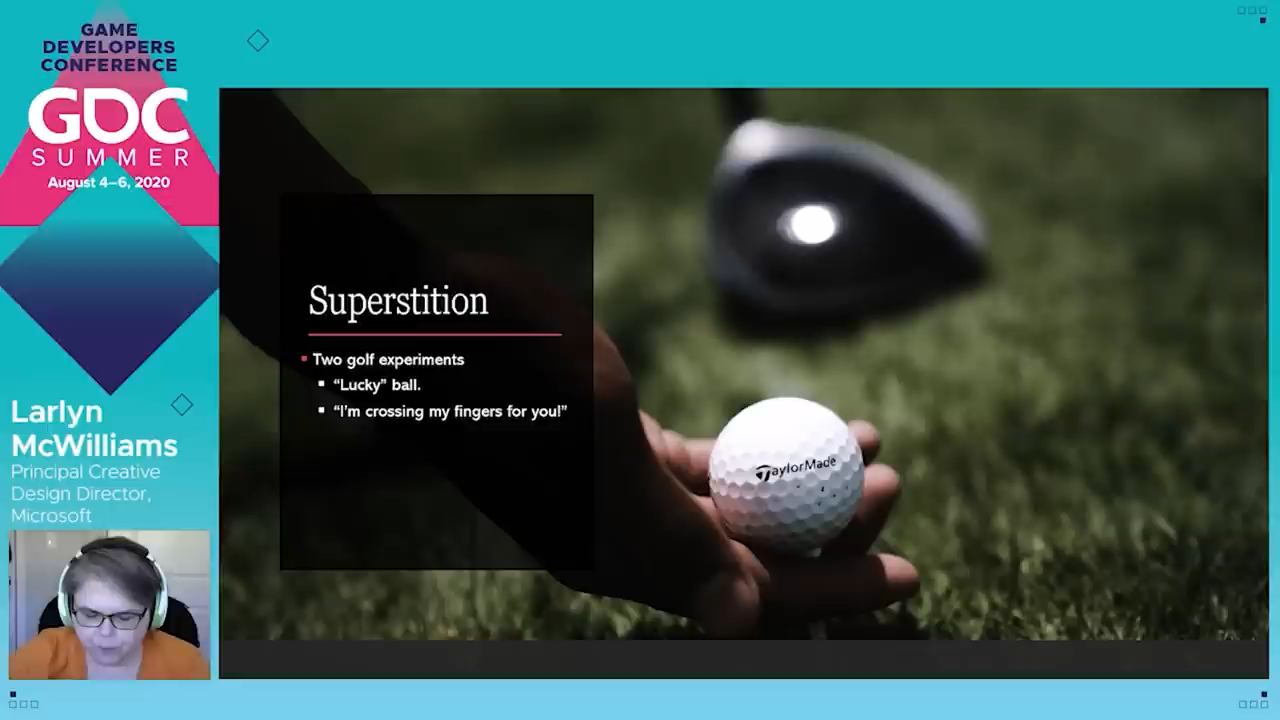 GAME
DEVELOPERS
CONFERENCE
GDC
SUMMER
August 4–6, 2020
Larlyn
McWilliams
Principal Creative
Design Director,
Microsoft
Superstition
Two golf experiments
“Lucky” ball.
“I’m crossing my fingers for you!”
TaylorMade